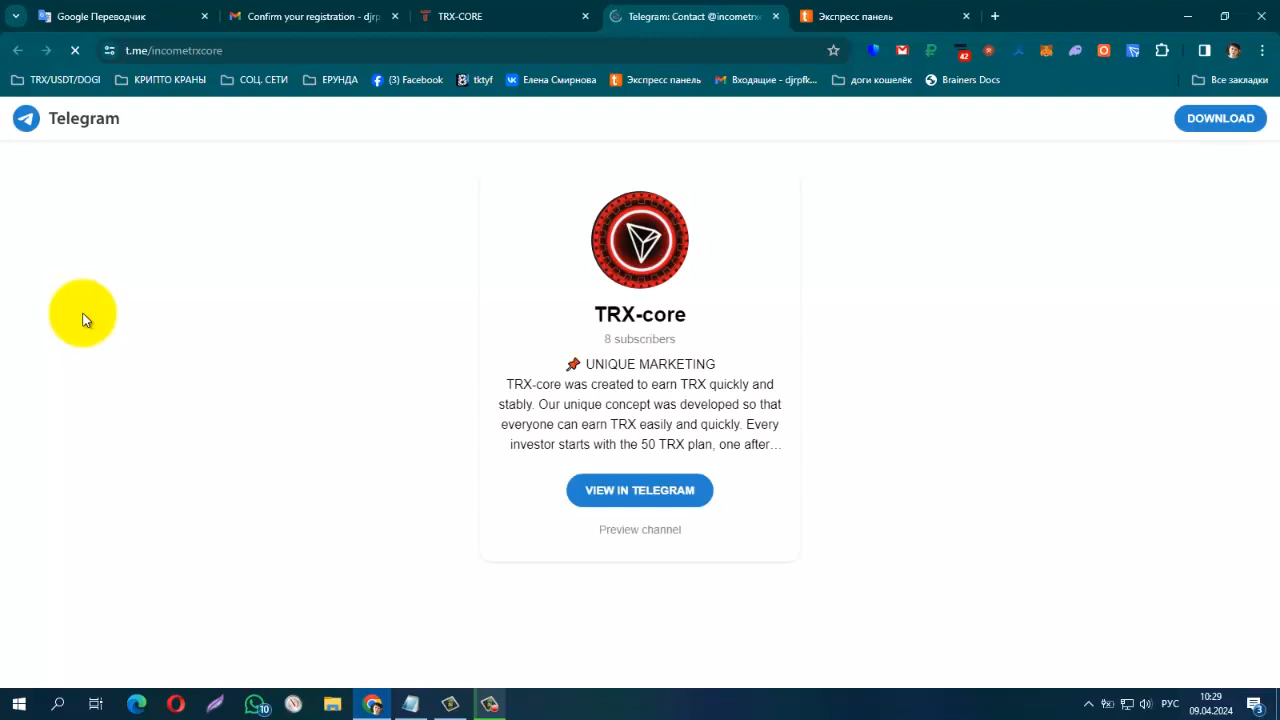 Google Переводчик
Confirm your registration - djrp
TRX-CORE
Telegram: Contact @incometrx
Экспресс панель
t.me/incometrxcore
42
TRX/USDT/DOGI
КРИПТО КРАНЫ
СОЦ. СЕТИ
ЕРУНДА
(3) Facebook
tktyf
Елена Смирнова
Экспресс панель
Входящие - djrpfk...
доги кошелёк
Brainers Docs
Все закладки
Telegram
DOWNLOAD
TRX-core
8 subscribers
📌 UNIQUE MARKETING
TRX-core was created to earn TRX quickly and
stably. Our unique concept was developed so that
everyone can earn TRX easily and quickly. Every
investor starts with the 50 TRX plan, one after…
VIEW IN TELEGRAM
Preview channel
10
РУС
10:29
09.04.2024
3